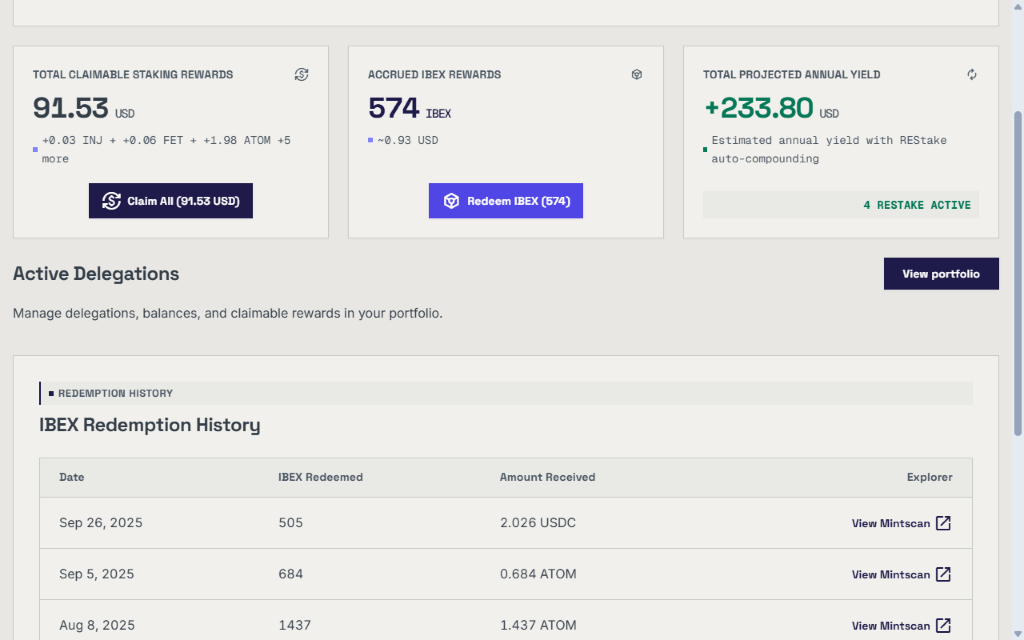 TOTAL CLAIMABLE STAKING REWARDS
91.53 USD
+0.03 INJ + +0.06 FET + +1.98 ATOM +5
more
Claim All (91.53 USD)
ACCRUED IBEX REWARDS
574 IBEX
~0.93 USD
Redeem IBEX (574)
TOTAL PROJECTED ANNUAL YIELD
+233.80 USD
Estimated annual yield with REStake
auto-compounding
4 RESTAKE ACTIVE
Active Delegations
View portfolio
Manage delegations, balances, and claimable rewards in your portfolio.
REDEMPTION HISTORY
IBEX Redemption History
Date IBEX Redeemed Amount Received Explorer
Sep 26, 2025 505 2.026 USDC View Mintscan
Sep 5, 2025 684 0.684 ATOM View Mintscan
Aug 8, 2025 1437 1.437 ATOM View Mintscan